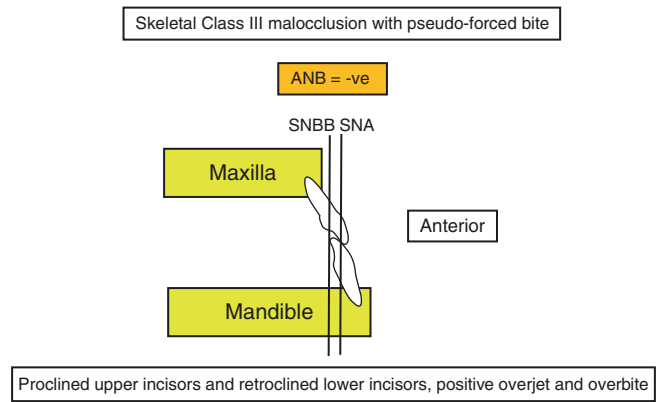 Skeletal Class III malocclusion with pseudo-forced bite
ANB = -ve
SNBB SNA
Maxilla
Anterior
Mandible
Proclined upper incisors and retroclined lower incisors, positive overjet and overbite